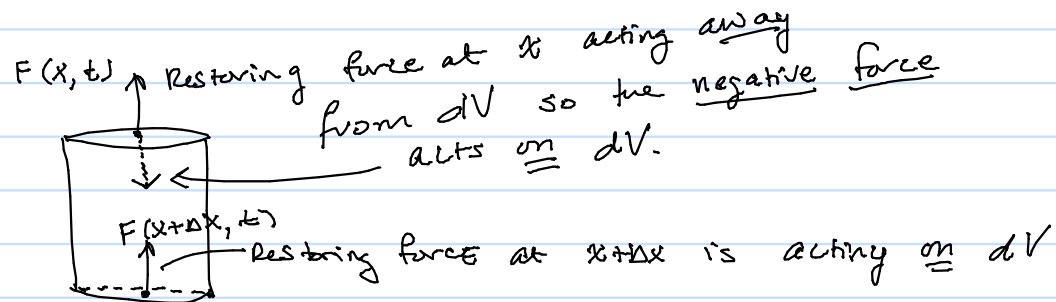 F(x,t) Restoring force at x acting away
from dV so the negative force
acts on dV.
F(x+Δx,t)
Restoring force at x+Δx is acting on dV